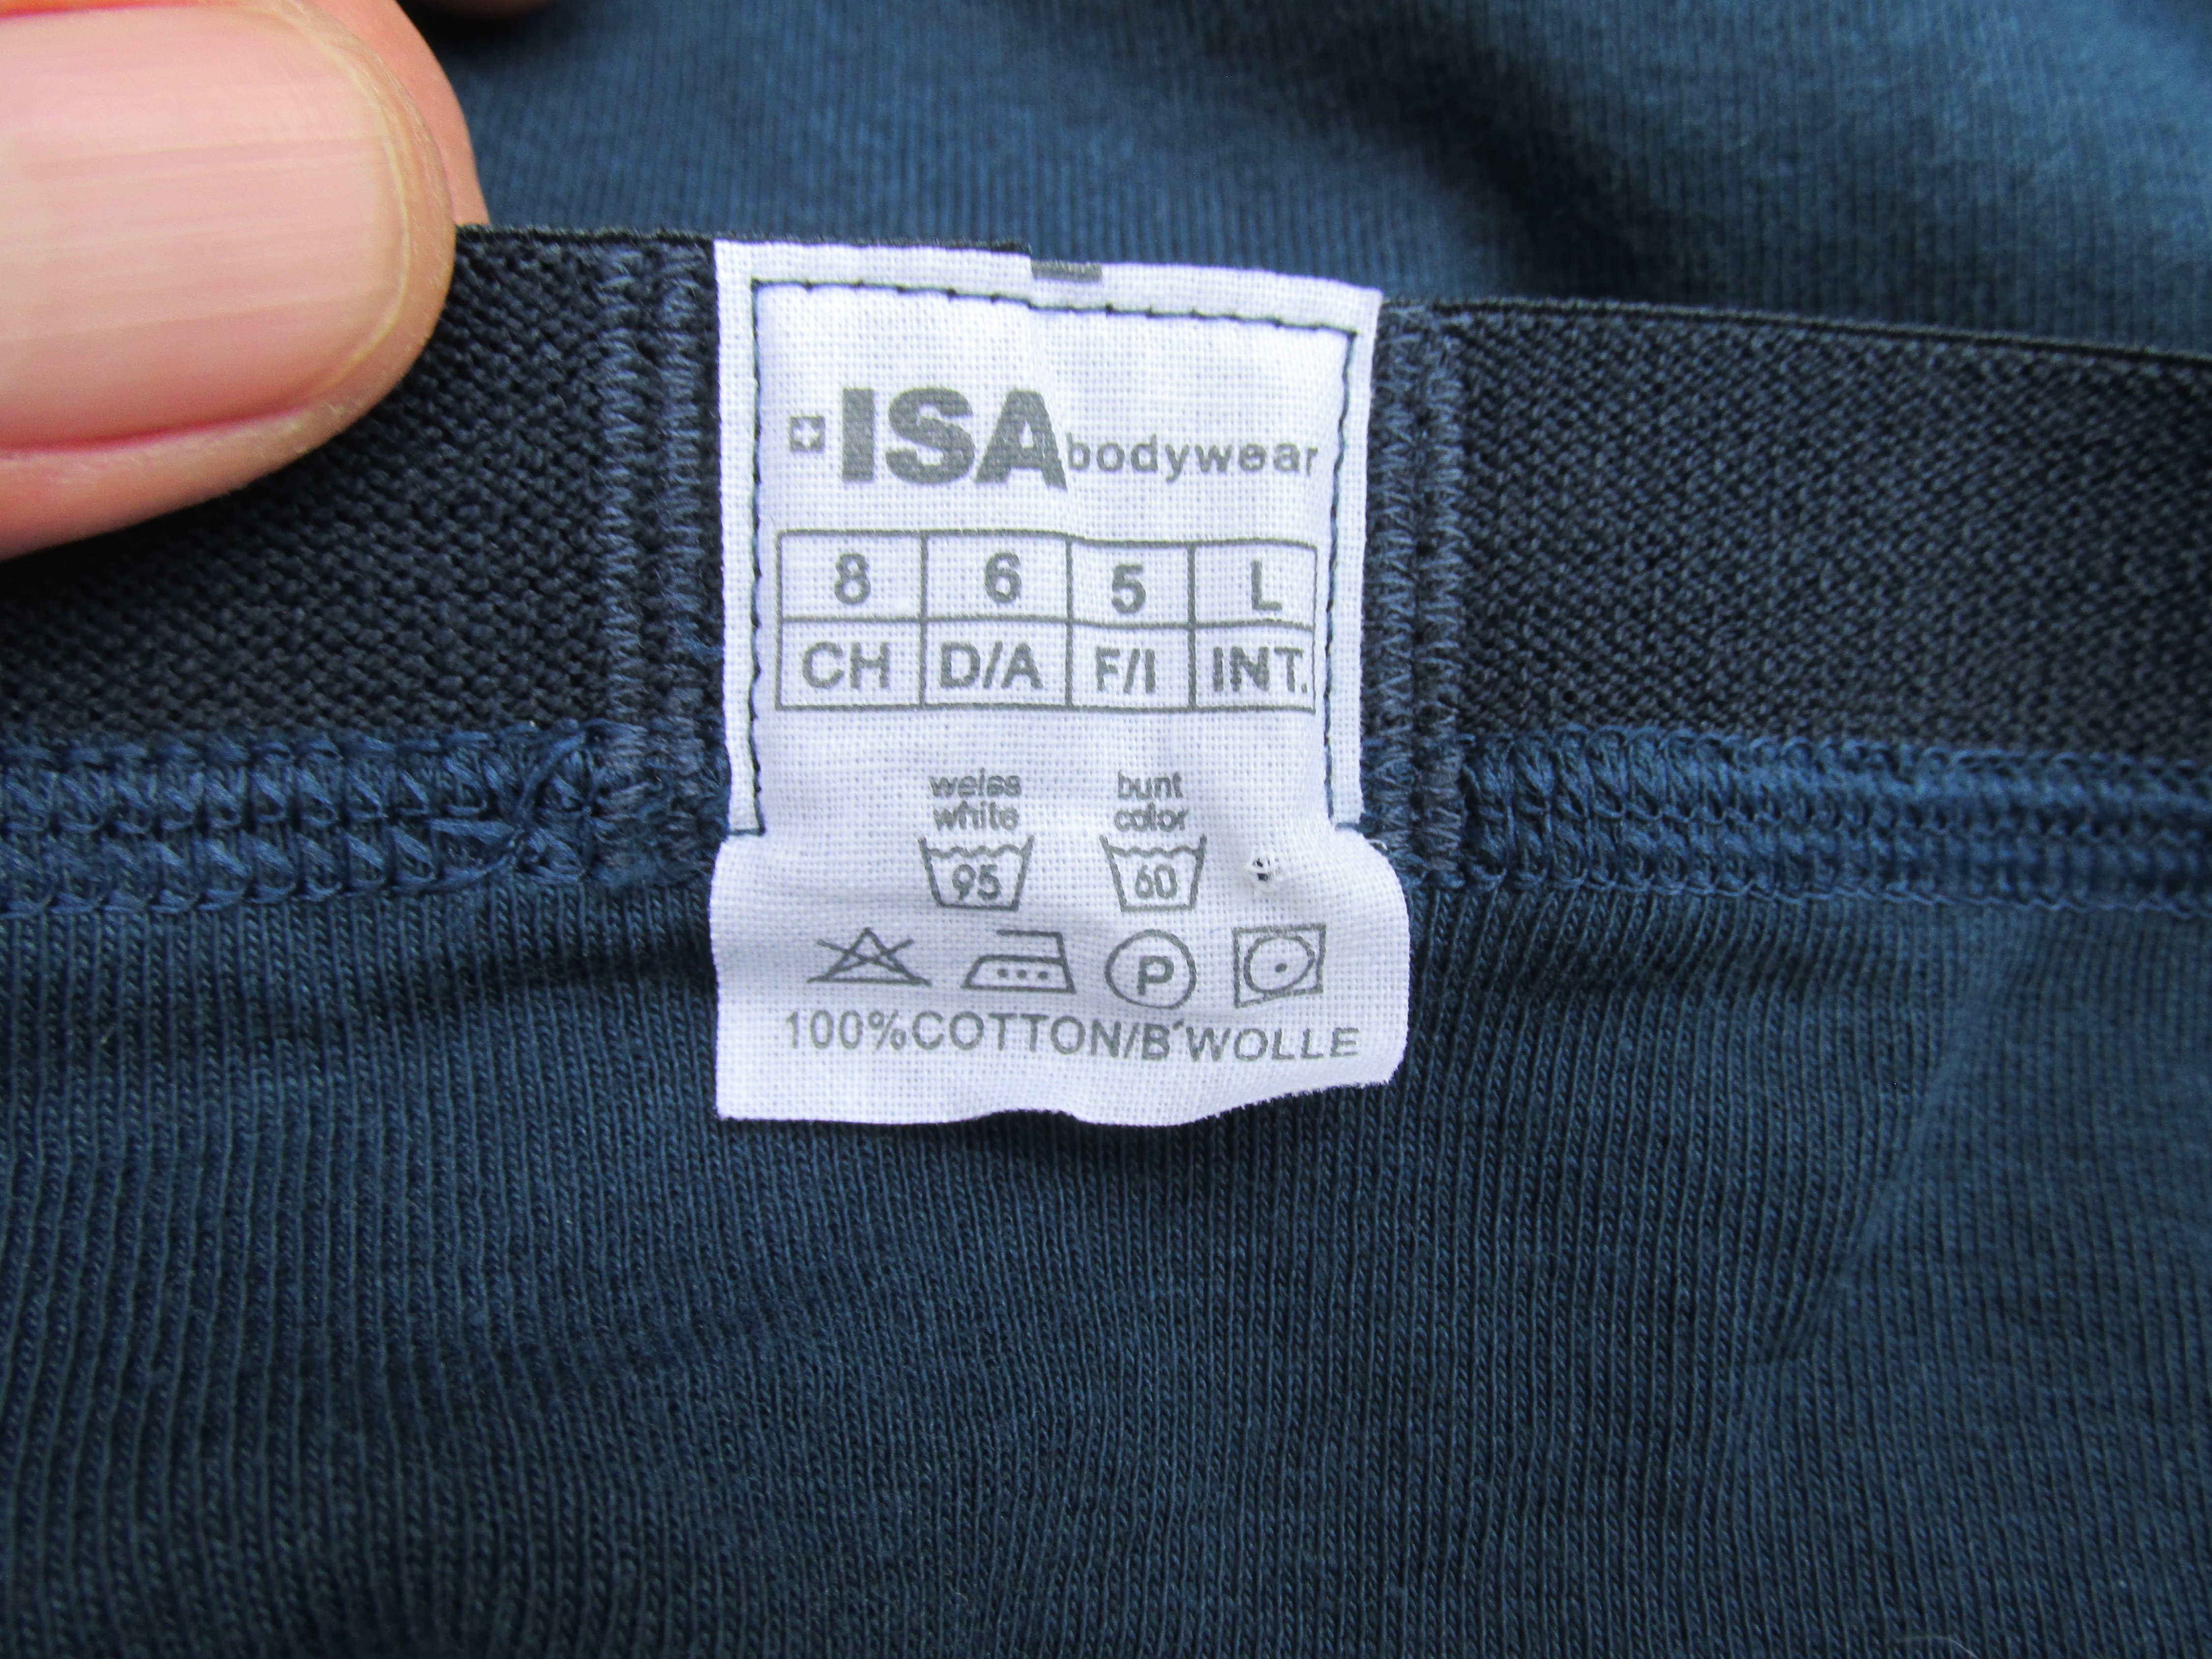 ISA bodywear
8 6 5 L
CH D/A F/I INT.
weiss bunt
white color
95 60
P
100%COTTON/B´WOLLE